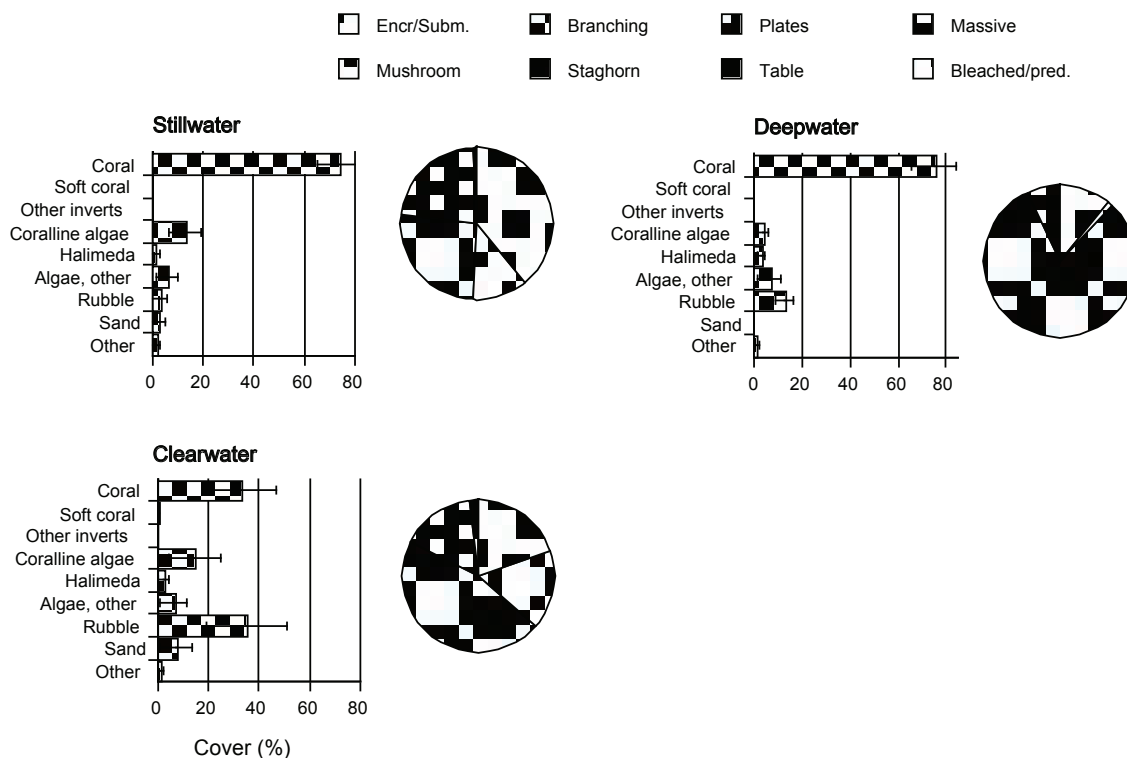 Encr/Subm. Branching Plates Massive
Mushroom Staghorn Table Bleached/pred.
Stillwater
Coral
Soft coral
Other inverts
Coralline algae
Halimeda
Algae, other
Rubble
Sand
Other
0 20 40 60 80
Deepwater
Coral
Soft coral
Other inverts
Coralline algae
Halimeda
Algae, other
Rubble
Sand
Other
0 20 40 60 80
Clearwater
Coral
Soft coral
Other inverts
Coralline algae
Halimeda
Algae, other
Rubble
Sand
Other
0 20 40 60 80
Cover (%)